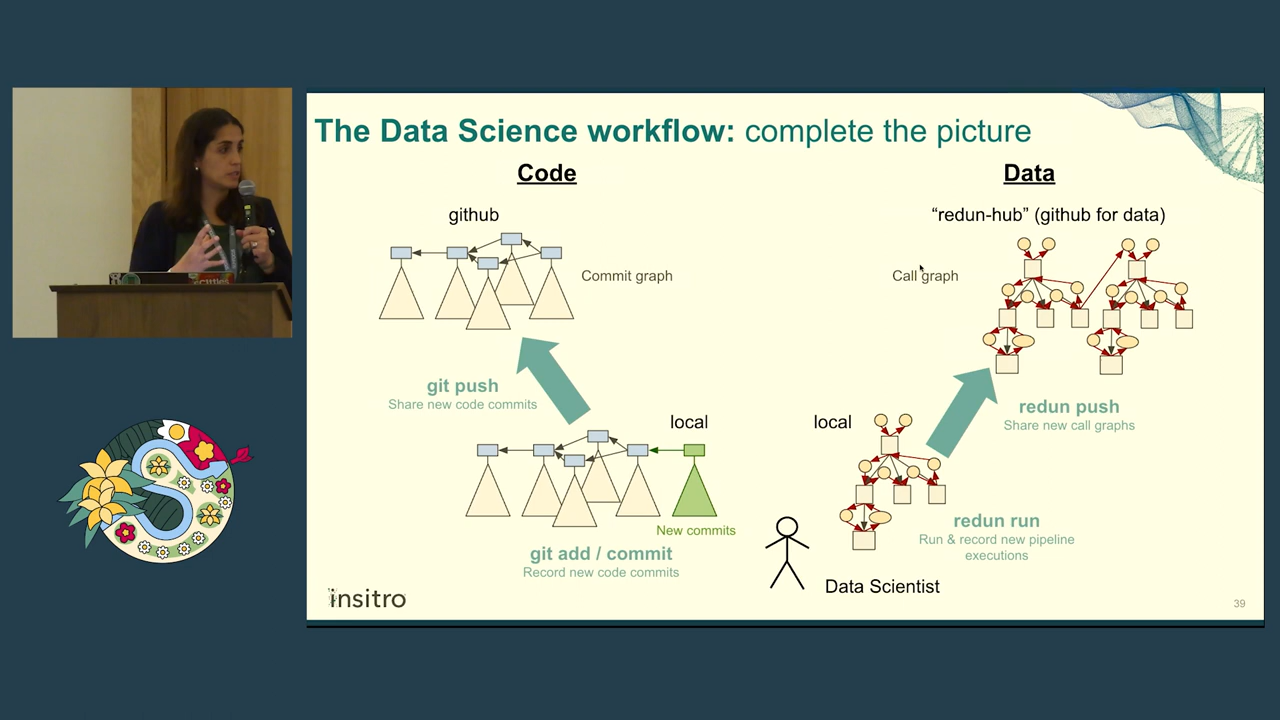 The Data Science workflow: complete the picture
Code
github
Commit graph
git push
Share new code commits
local
New commits
git add / commit
Record new code commits
Data
“redun-hub” (github for data)
Call graph
redun push
Share new call graphs
local
redun run
Run & record new pipeline
executions
Data Scientist
insitro
39